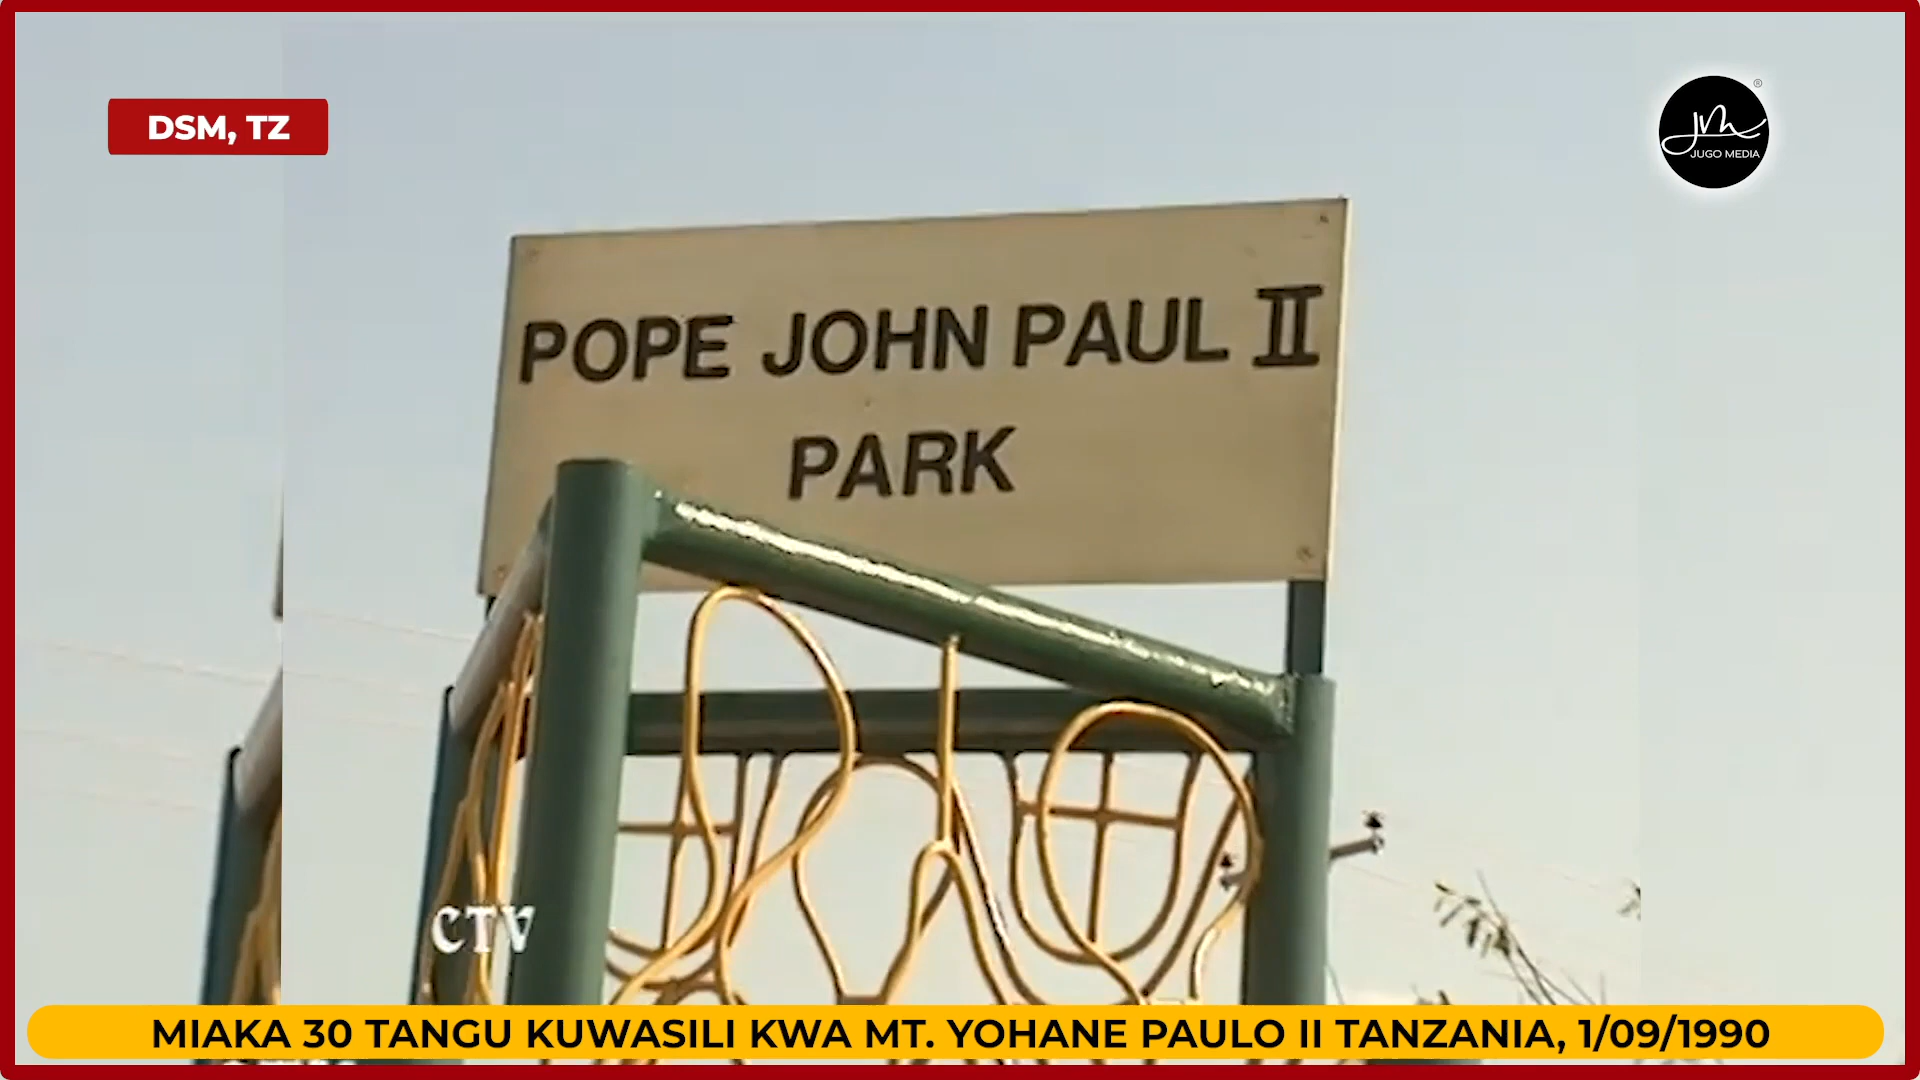 DSM, TZ
®
JM
JUGO MEDIA
POPE JOHN PAUL II
PARK
CTV
MIAKA 30 TANGU KUWASILI KWA MT. YOHANE PAULO II TANZANIA, 1/09/1990